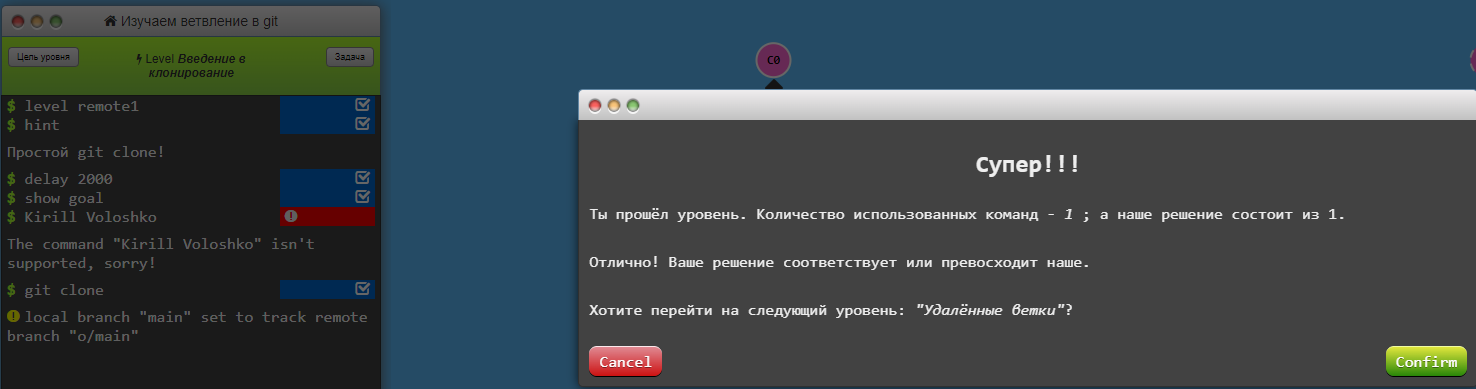 Изучаем ветвление в git
Цель уровня
Level Введение в
клонирование
Задача
$ level remote1
$ hint
Простой git clone!
$ delay 2000
$ show goal
$ Kirill Voloshko
The command "Kirill Voloshko" isn't
supported, sorry!
$ git clone
local branch "main" set to track remote
branch "o/main"
C0
Супер!!!
Ты прошёл уровень. Количество использованных команд - 1 ; а наше решение состоит из 1.
Отлично! Ваше решение соответствует или превосходит наше.
Хотите перейти на следующий уровень: "Удалённые ветки"?
Cancel
Confirm